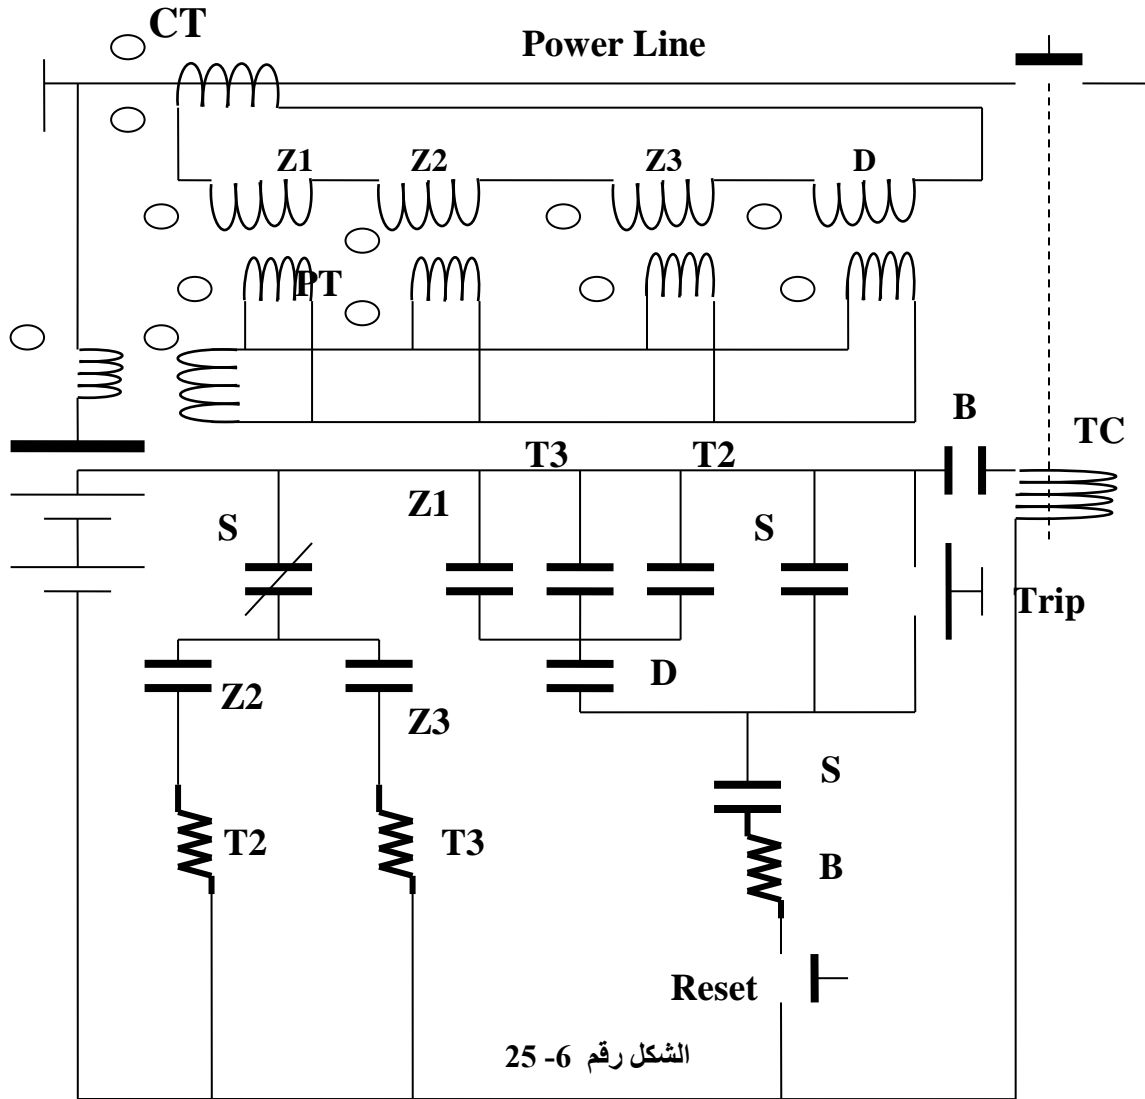 CT
Power Line
Z1
Z2
Z3
D
PT
B
TC
T3
T2
Z1
S
S
Trip
D
Z2
Z3
S
T2
T3
B
Reset
الشكل رقم 6- 25